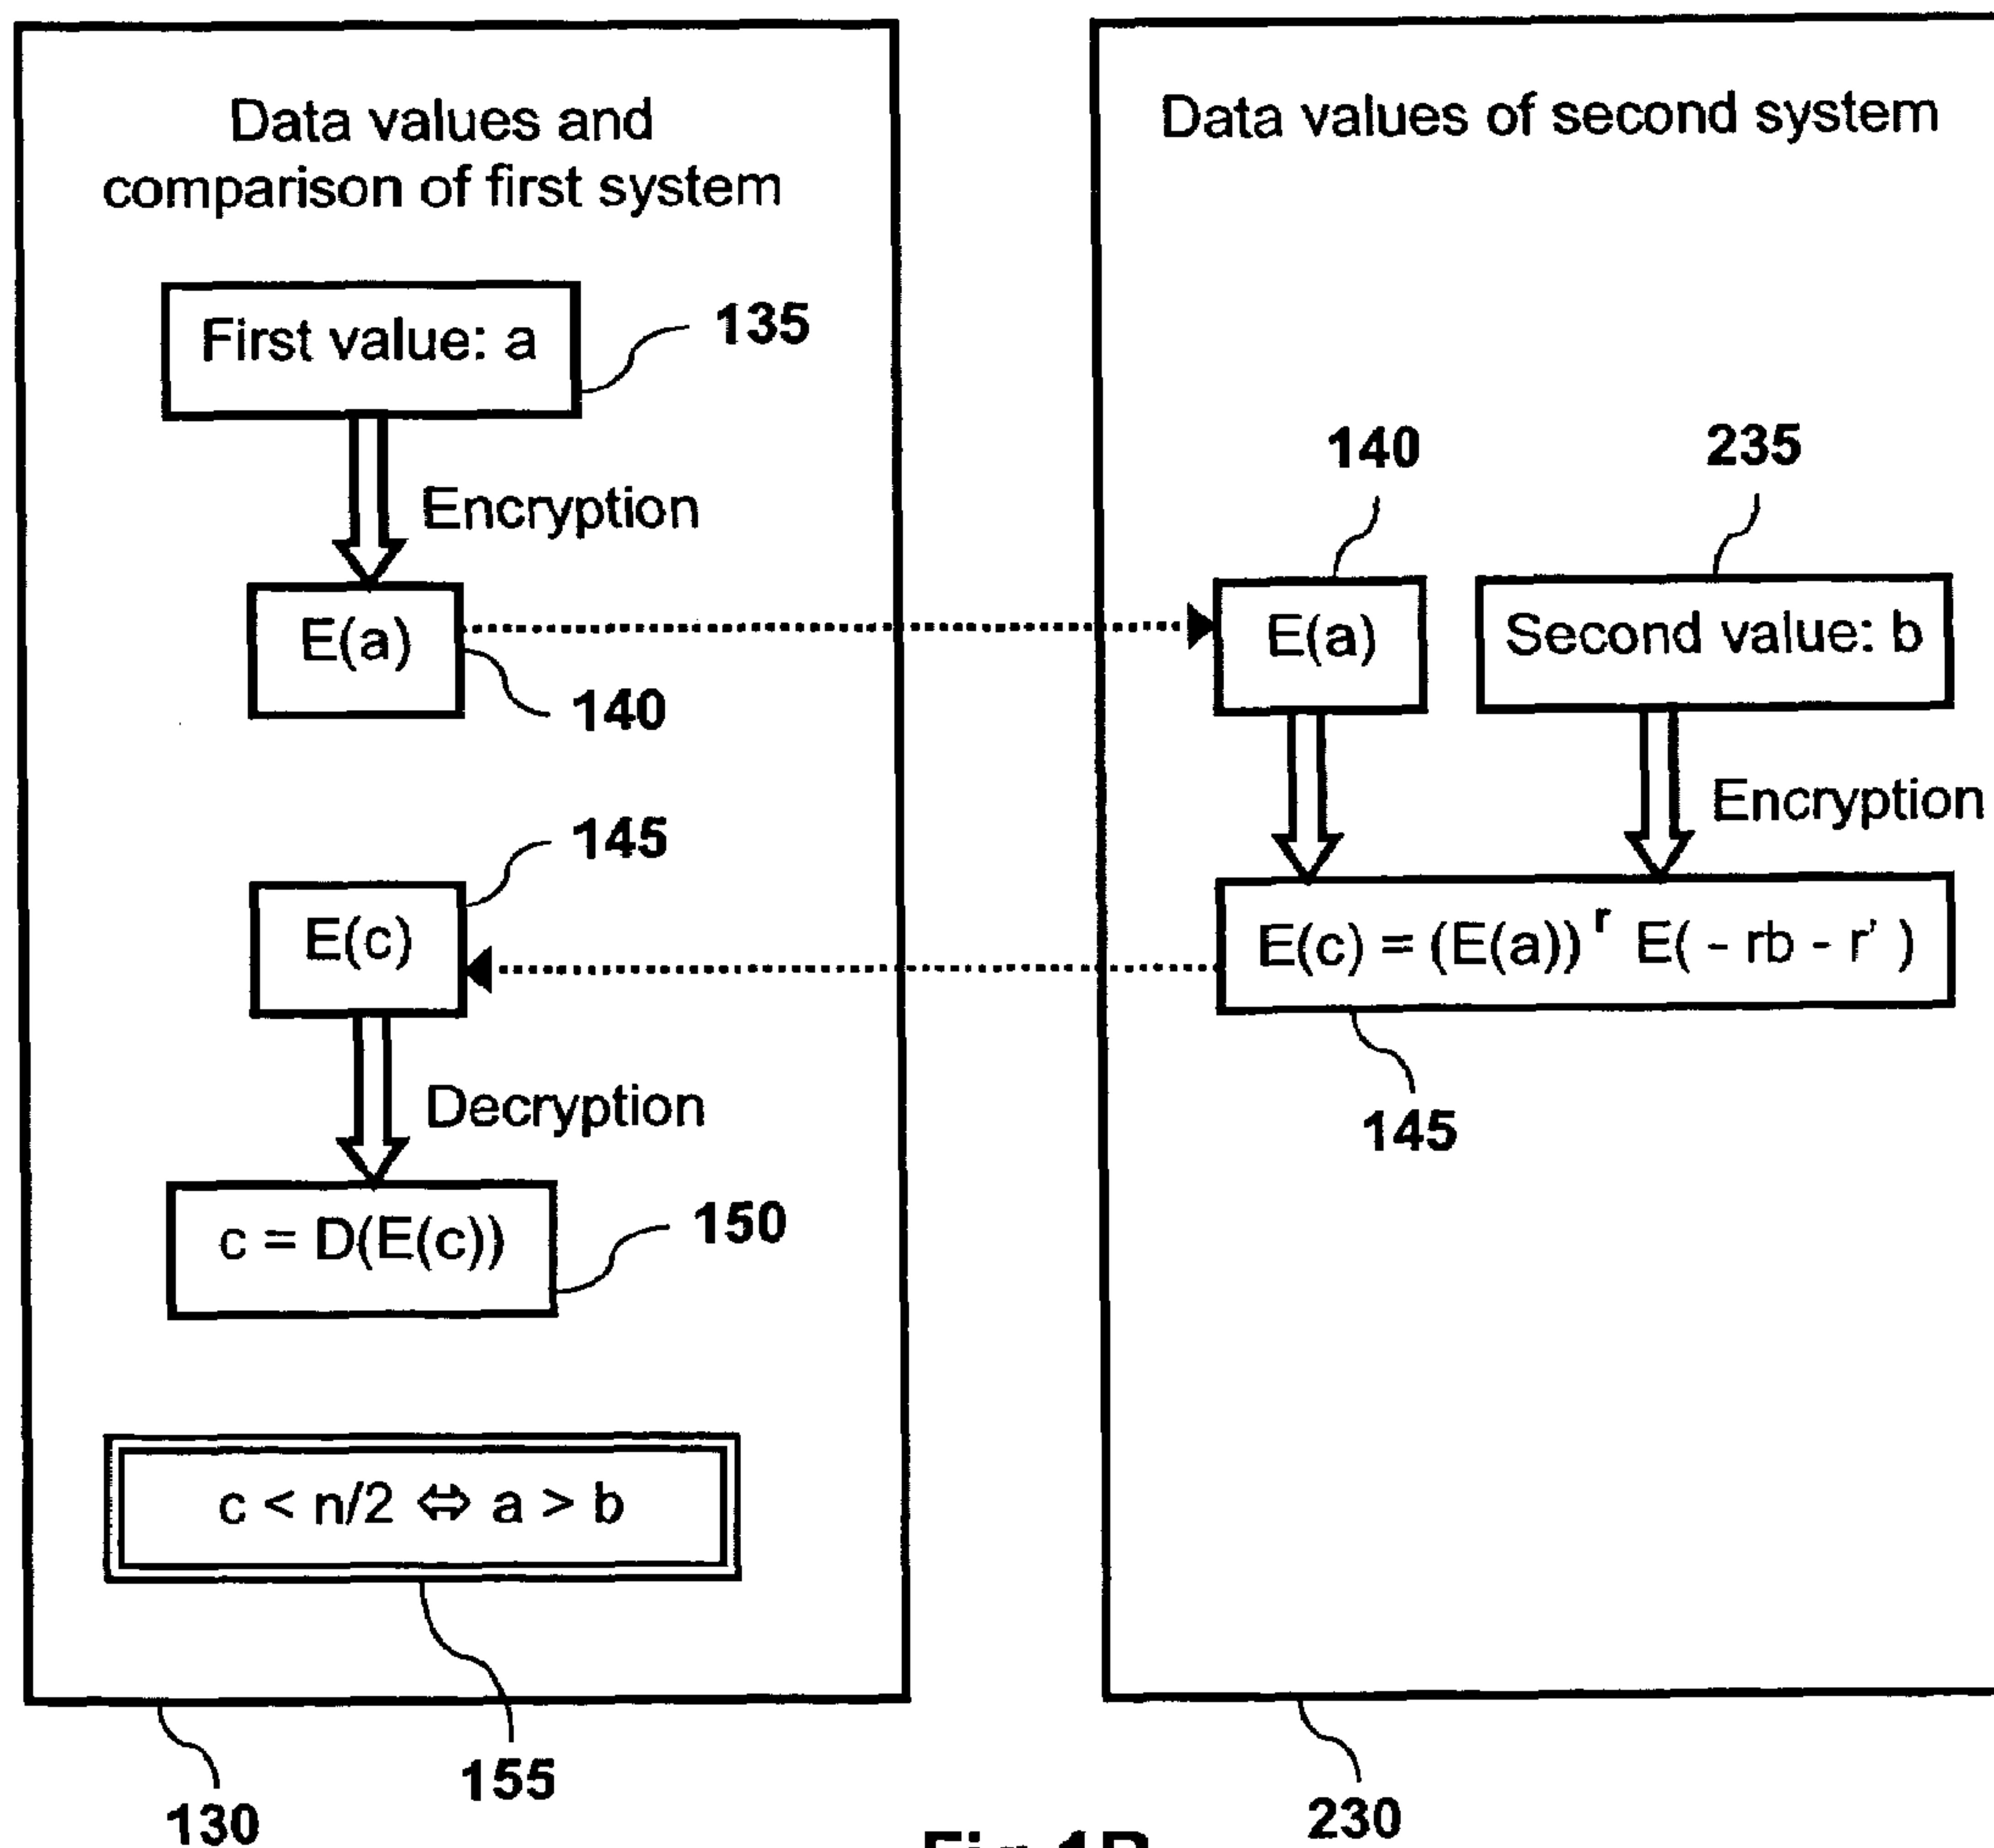 Data values and
comparison of first system
First value: a
135
Encryption
E(a)
140
145
E(c)
Decryption
c = D(E(c))
150
c < n/2 ⇔ a > b
155
130
Data values of second system
140
235
E(a)
Second value: b
Encryption
E(c) = (E(a))^r E( - rb - r' )
145
230